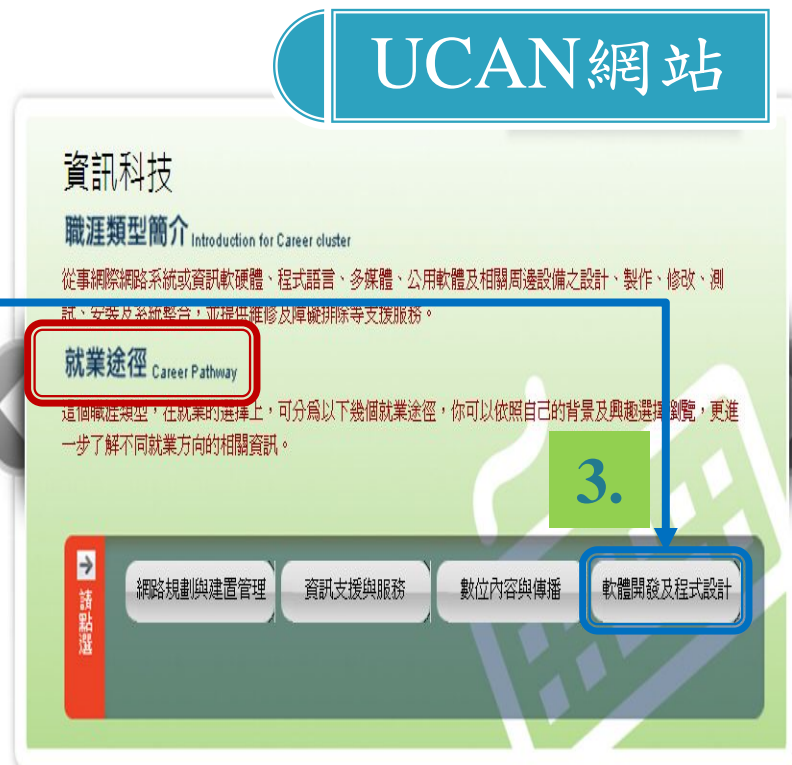 UCAN網站
資訊科技
職涯類型簡介 Introduction for Career cluster
從事網際網路系統或資訊軟硬體、程式語言、多媒體、公用軟體及相關周邊設備之設計、製作、修改、測
試、安裝及系統整合，並提供維修及障礙排除等支援服務。
就業途徑 Career Pathway
這個職涯類型，在就業的選擇上，可分為以下幾個就業途徑，你可以依照自己的背景及興趣選擇瀏覽，更進
一步了解不同就業方向的相關資訊。
3.
請點選
網路規劃與建置管理 資訊支援與服務 數位內容與傳播 軟體開發及程式設計